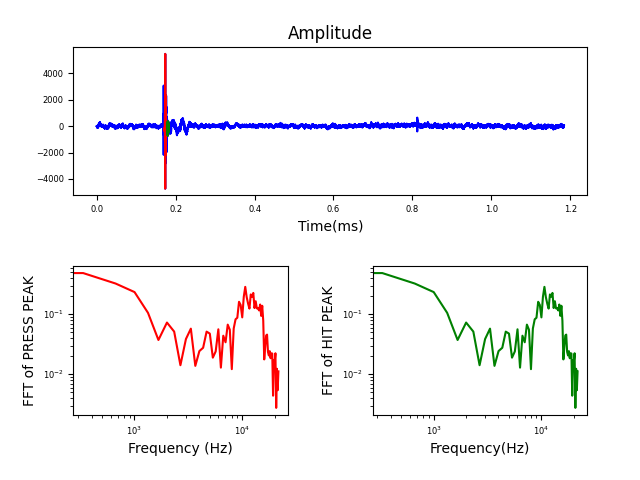 Amplitude
4000
2000
0
−2000
−4000
0.0 0.2 0.4 0.6 0.8 1.0 1.2
Time(ms)
FFT of PRESS PEAK
10⁻¹
10⁻²
10³ 10⁴
Frequency (Hz)
FFT of HIT PEAK
10⁻¹
10⁻²
10³ 10⁴
Frequency(Hz)